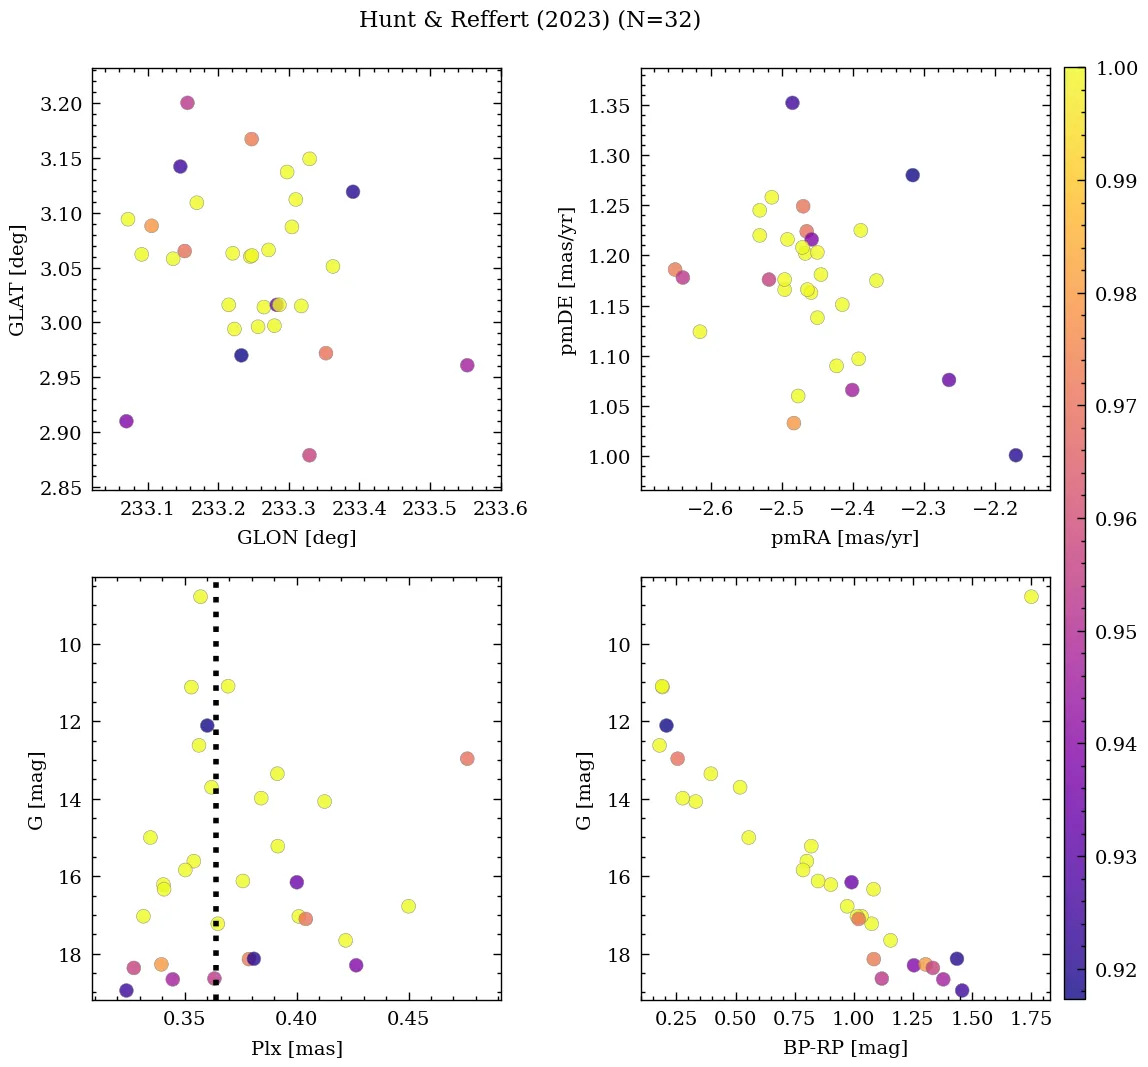 Hunt & Reffert (2023) (N=32)
3.20
3.15
3.10
3.05
3.00
2.95
2.90
2.85
GLAT [deg]
233.1 233.2 233.3 233.4 233.5 233.6
GLON [deg]
1.35
1.30
1.25
1.20
1.15
1.10
1.05
1.00
pmDE [mas/yr]
−2.6 −2.5 −2.4 −2.3 −2.2
pmRA [mas/yr]
1.00
0.99
0.98
0.97
0.96
0.95
0.94
0.93
0.92
10
12
14
16
18
G [mag]
0.35 0.40 0.45
Plx [mas]
10
12
14
16
18
G [mag]
0.25 0.50 0.75 1.00 1.25 1.50 1.75
BP-RP [mag]